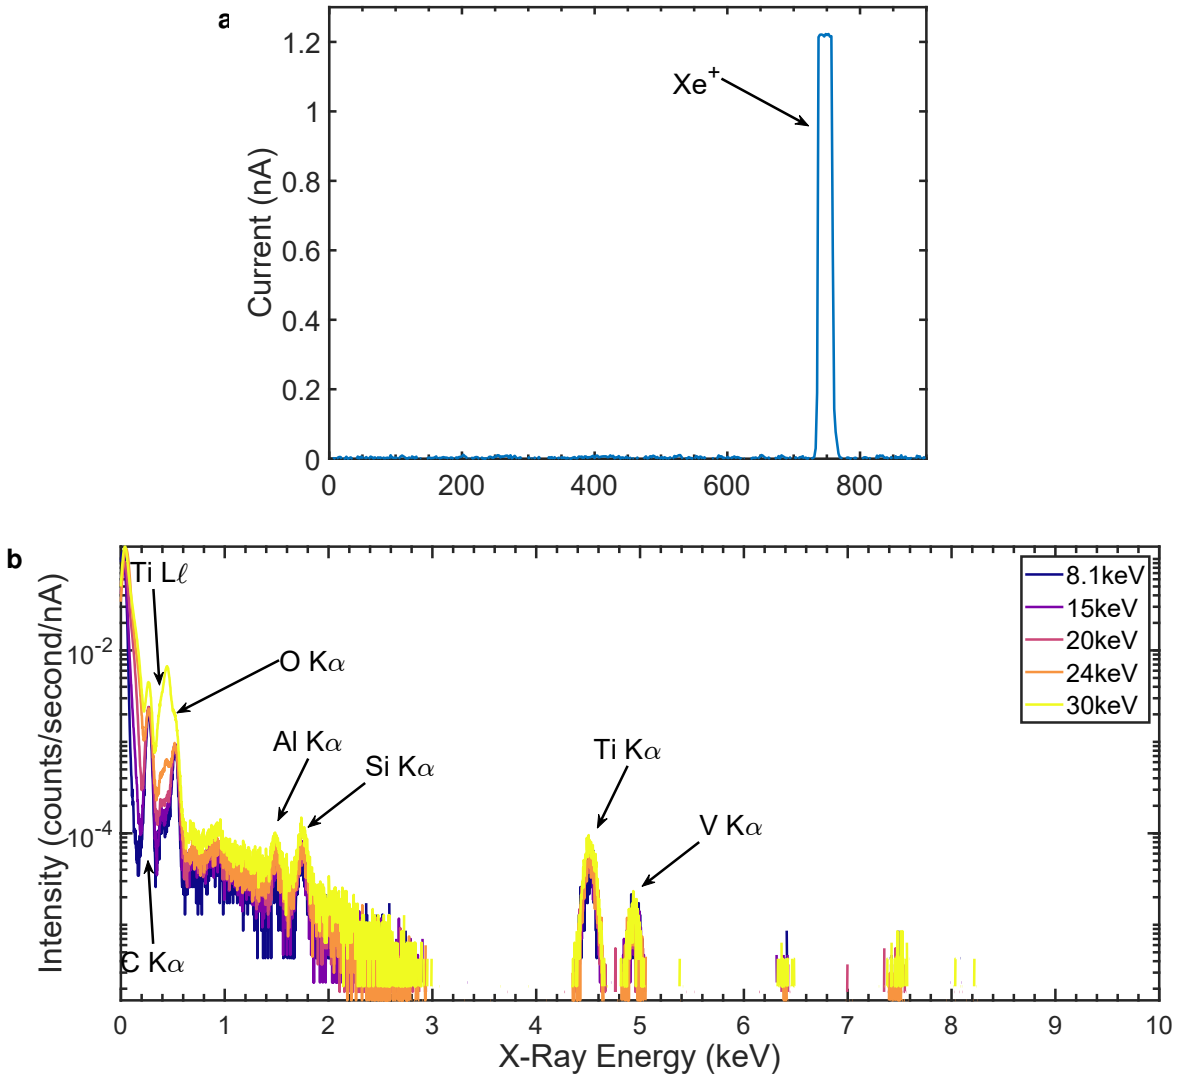 a
1.2
1
0.8
0.6
0.4
0.2
0
Current (nA)
Xe+
0 200 400 600 800
b
Ti Lℓ
O Kα
Al Kα
Si Kα
Ti Kα
V Kα
C Kα
8.1keV
15keV
20keV
24keV
30keV
10-2
10-4
Intensity (counts/second/nA)
0 1 2 3 4 5 6 7 8 9 10
X-Ray Energy (keV)